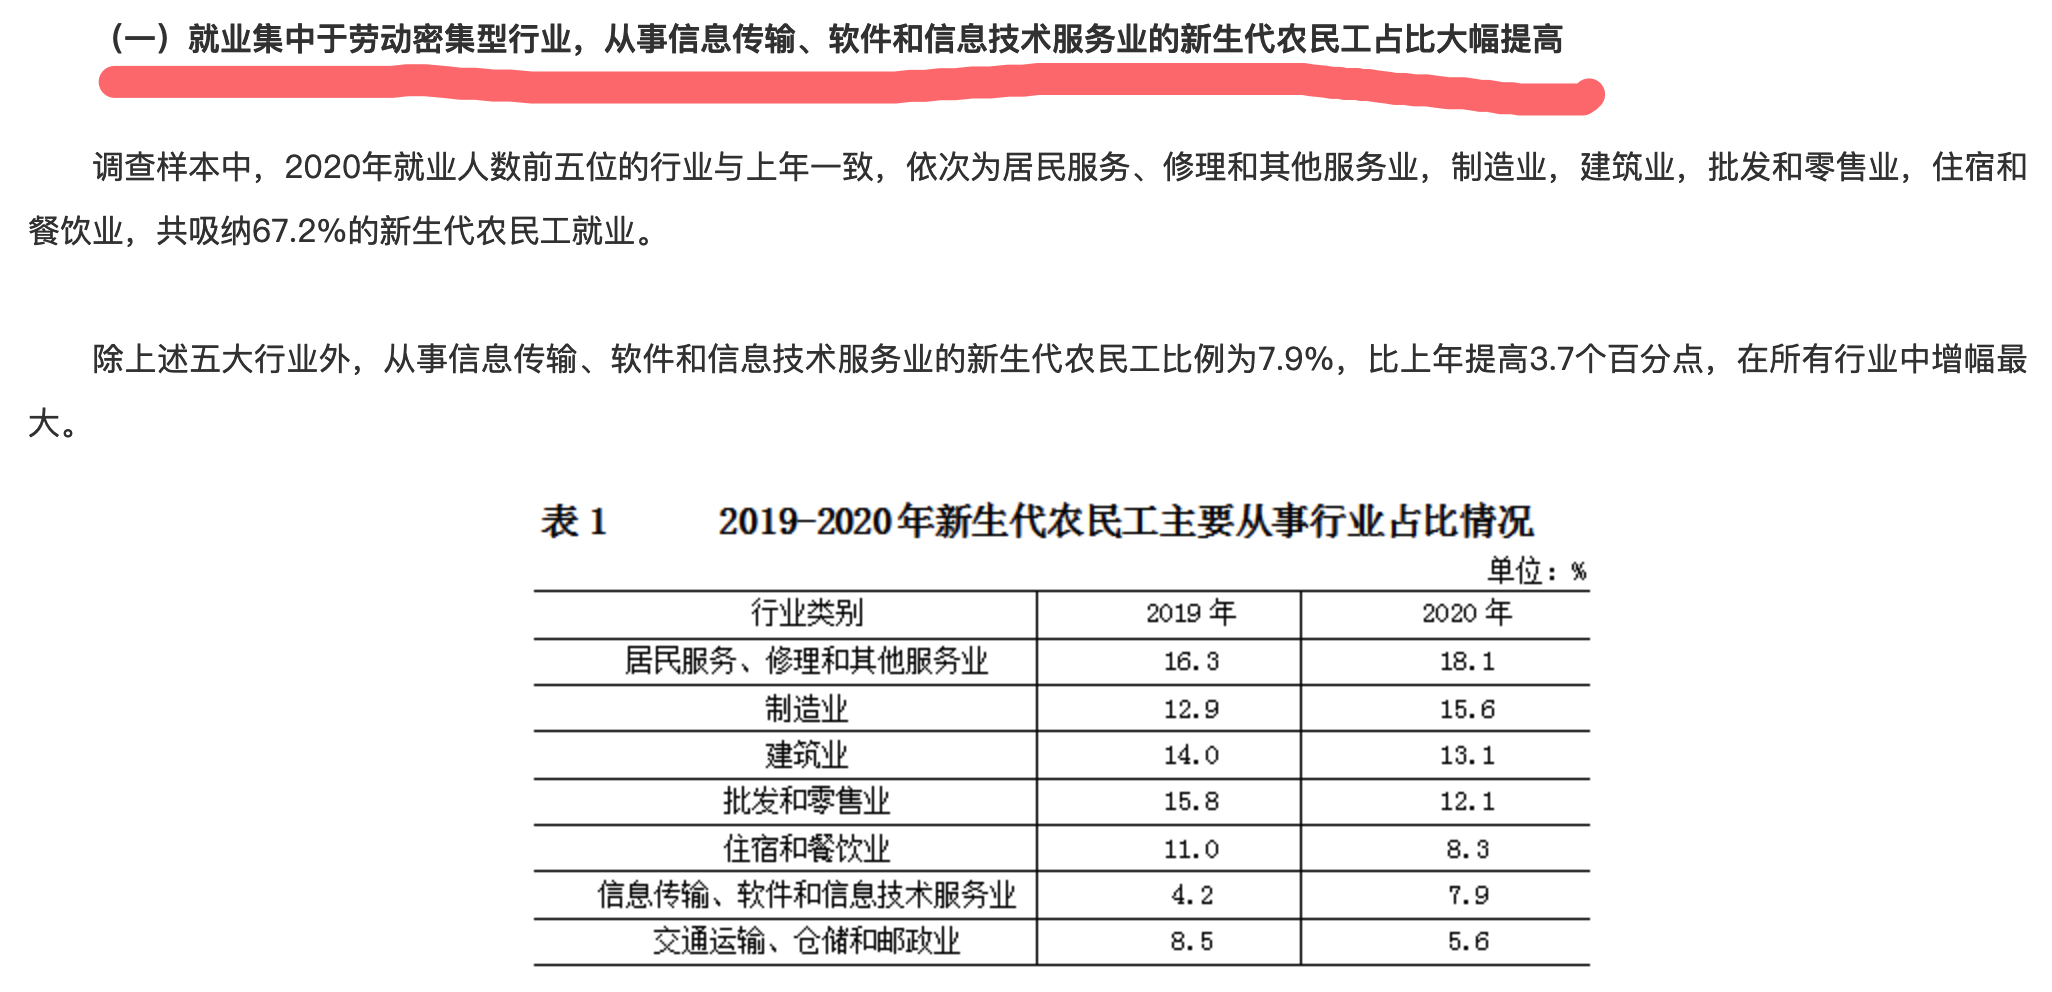 （一）就业集中于劳动密集型行业，从事信息传输、软件和信息技术服务业的新生代农民工占比大幅提高
调查样本中，2020年就业人数前五位的行业与上年一致，依次为居民服务、修理和其他服务业，制造业，建筑业，批发和零售业，住宿和
餐饮业，共吸纳67.2%的新生代农民工就业。
除上述五大行业外，从事信息传输、软件和信息技术服务业的新生代农民工比例为7.9%，比上年提高3.7个百分点，在所有行业中增幅最
大。
表 1 2019-2020 年新生代农民工主要从事行业占比情况
单位：%
行业类别 2019 年 2020 年
居民服务、修理和其他服务业 16.3 18.1
制造业 12.9 15.6
建筑业 14.0 13.1
批发和零售业 15.8 12.1
住宿和餐饮业 11.0 8.3
信息传输、软件和信息技术服务业 4.2 7.9
交通运输、仓储和邮政业 8.5 5.6